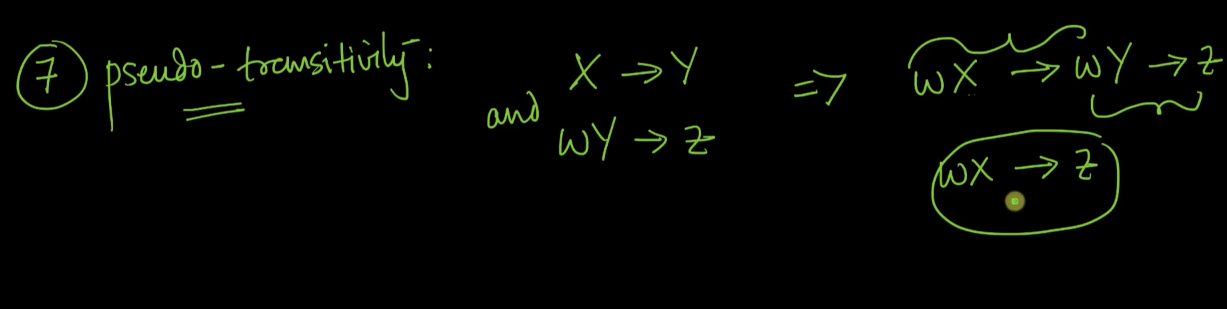 7 pseudo-transitivity:
X → Y
and
WY → Z
=> WX → WY → Z
WX → Z